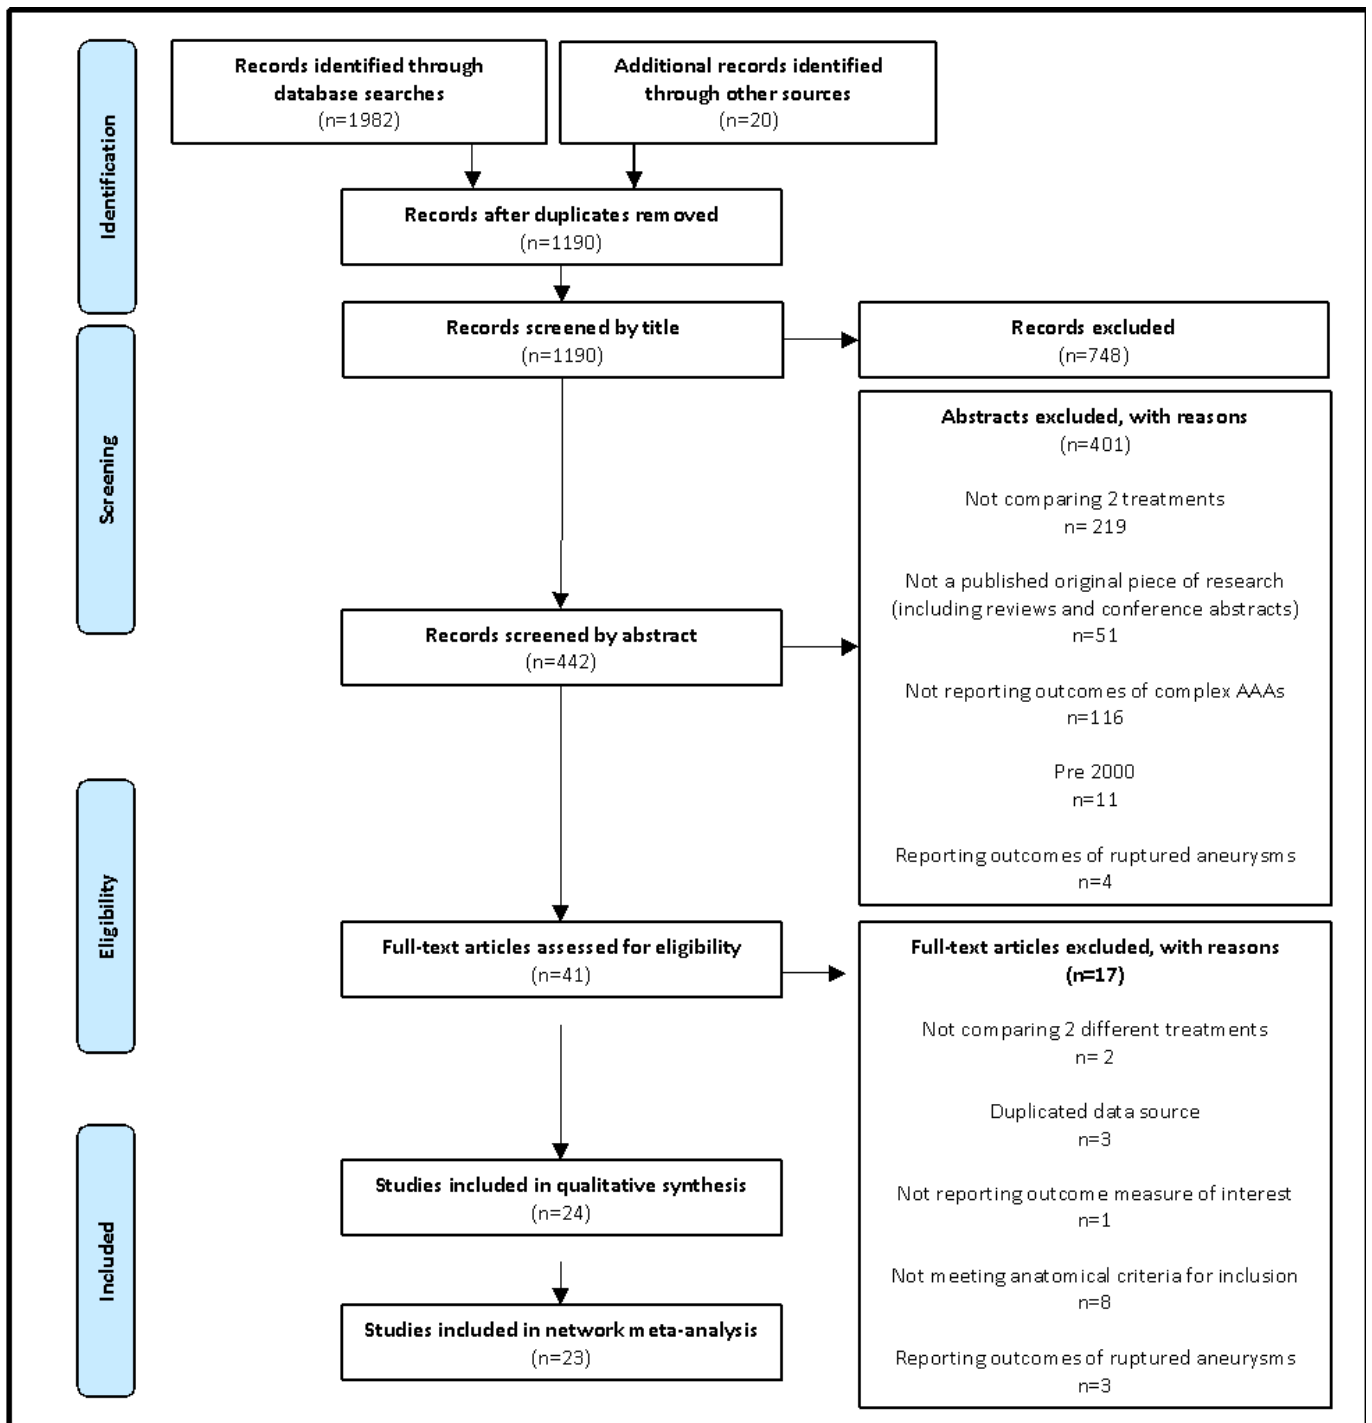 Identification
Records identified through
database searches
(n=1982)
Additional records identified
through other sources
(n=20)
Records after duplicates removed
(n=1190)
Screening
Records screened by title
(n=1190)
Records excluded
(n=748)
Records screened by abstract
(n=442)
Abstracts excluded, with reasons
(n=401)
Not comparing 2 treatments
n= 219
Not a published original piece of research
(including reviews and conference abstracts)
n=51
Not reporting outcomes of complex AAAs
n=116
Pre 2000
n=11
Reporting outcomes of ruptured aneurysms
n=4
Eligibility
Full-text articles assessed for eligibility
(n=41)
Full-text articles excluded, with reasons
(n=17)
Not comparing 2 different treatments
n= 2
Duplicated data source
n=3
Not reporting outcome measure of interest
n=1
Not meeting anatomical criteria for inclusion
n=8
Reporting outcomes of ruptured aneurysms
n=3
Included
Studies included in qualitative synthesis
(n=24)
Studies included in network meta-analysis
(n=23)